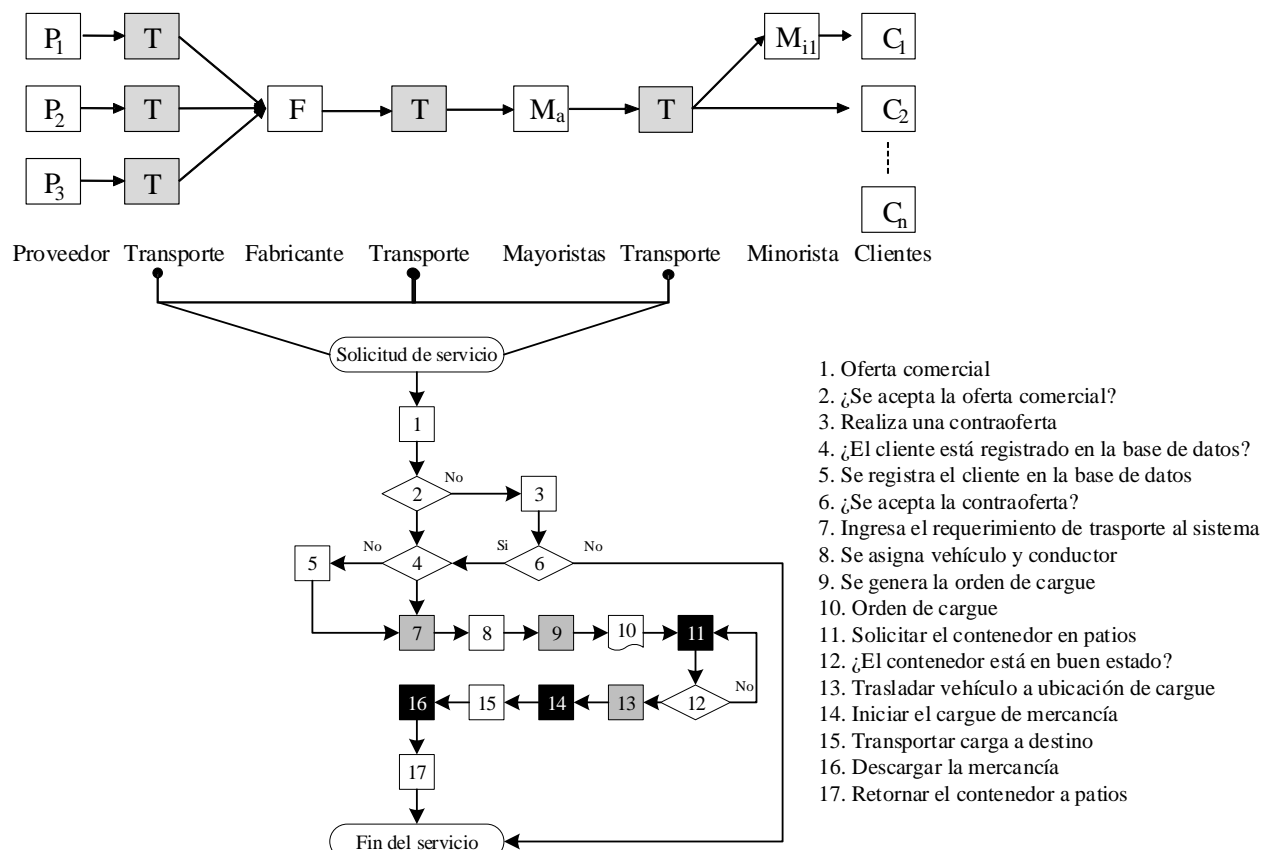 P1 T Mi1 C1
P2 T F T Ma T C2
P3 T
Cn
Proveedor Transporte Fabricante Transporte Mayoristas Transporte Minorista Clientes
Solicitud de servicio
1
2 No 3
5 No 4 Si 6 No
7 8 9 10 11
16 15 14 13 12 No
17
Fin del servicio
1. Oferta comercial
2. ¿Se acepta la oferta comercial?
3. Realiza una contraoferta
4. ¿El cliente está registrado en la base de datos?
5. Se registra el cliente en la base de datos
6. ¿Se acepta la contraoferta?
7. Ingresa el requerimiento de trasporte al sistema
8. Se asigna vehículo y conductor
9. Se genera la orden de cargue
10. Orden de cargue
11. Solicitar el contenedor en patios
12. ¿El contenedor está en buen estado?
13. Trasladar vehículo a ubicación de cargue
14. Iniciar el cargue de mercancía
15. Transportar carga a destino
16. Descargar la mercancía
17. Retornar el contenedor a patios